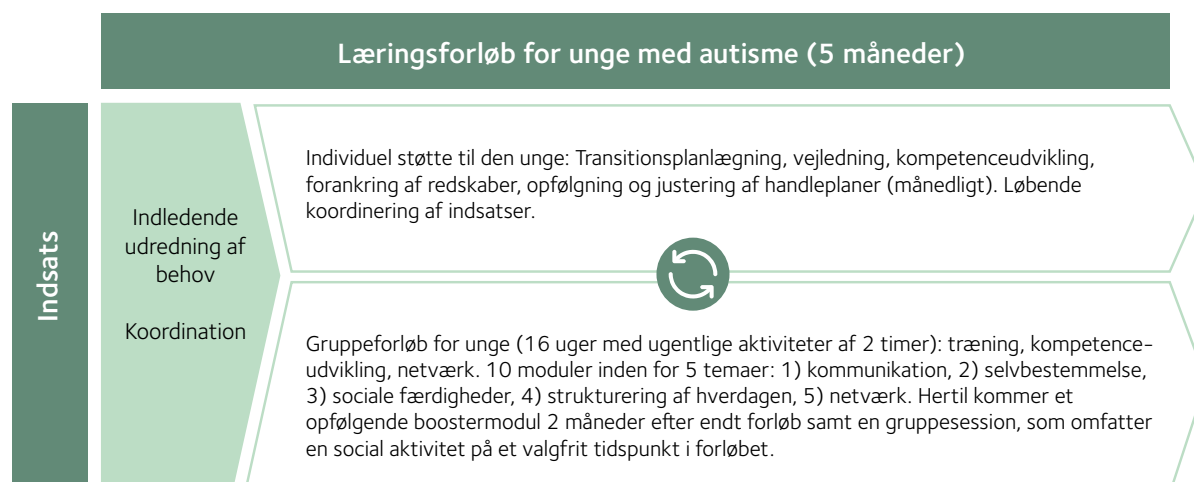 Læringsforløb for unge med autisme (5 måneder)
Indsats
Indledende
udredning af
behov
Koordination
Individuel støtte til den unge: Transitionsplanlægning, vejledning, kompetenceudvikling,
forankring af redskaber, opfølgning og justering af handleplaner (månedligt). Løbende
koordinering af indsatser.
Gruppeforløb for unge (16 uger med ugentlige aktiviteter af 2 timer): træning, kompetence-
udvikling, netværk. 10 moduler inden for 5 temaer: 1) kommunikation, 2) selvbestemmelse,
3) sociale færdigheder, 4) strukturering af hverdagen, 5) netværk. Hertil kommer et
opfølgende boostermodul 2 måneder efter endt forløb samt en gruppesession, som omfatter
en social aktivitet på et valgfrit tidspunkt i forløbet.